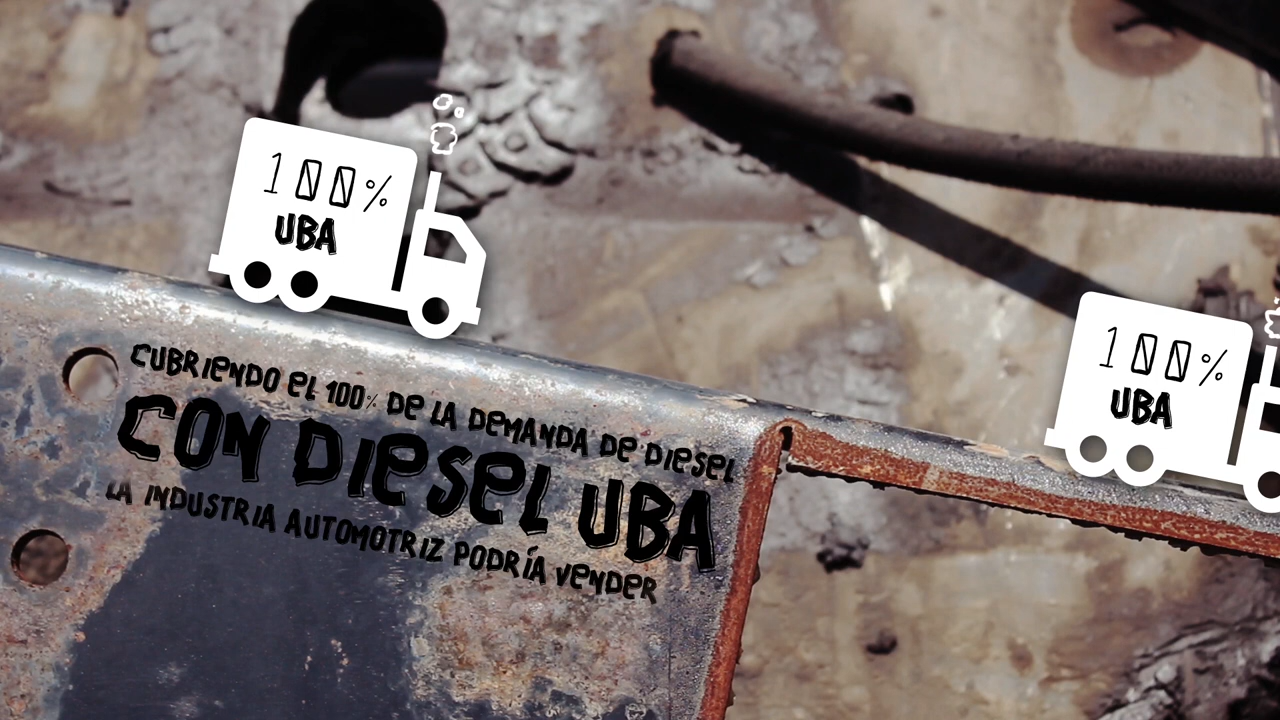 100%
UBA
100%
UBA
CUBRIENDO EL 100% DE LA DEMANDA DE DIESEL
CON DIESEL UBA
LA INDUSTRIA AUTOMOTRIZ PODRÍA VENDER